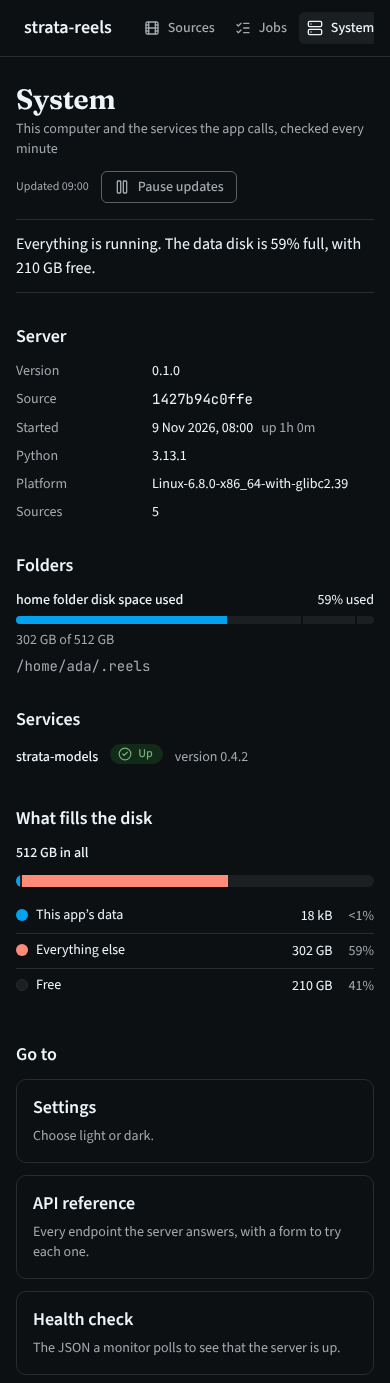 strata-reels
Sources
Jobs
System
System
This computer and the services the app calls, checked every
minute
Updated 09:00
Pause updates
Everything is running. The data disk is 59% full, with
210 GB free.
Server
Version 0.1.0
Source 1427b94c0ffe
Started 9 Nov 2026, 08:00 up 1h 0m
Python 3.13.1
Platform Linux-6.8.0-x86_64-with-glibc2.39
Sources 5
Folders
home folder disk space used 59% used
302 GB of 512 GB
/home/ada/.reels
Services
strata-models Up version 0.4.2
What fills the disk
512 GB in all
This app's data 18 kB <1%
Everything else 302 GB 59%
Free 210 GB 41%
Go to
Settings
Choose light or dark.
API reference
Every endpoint the server answers, with a form to try
each one.
Health check
The JSON a monitor polls to see that the server is up.